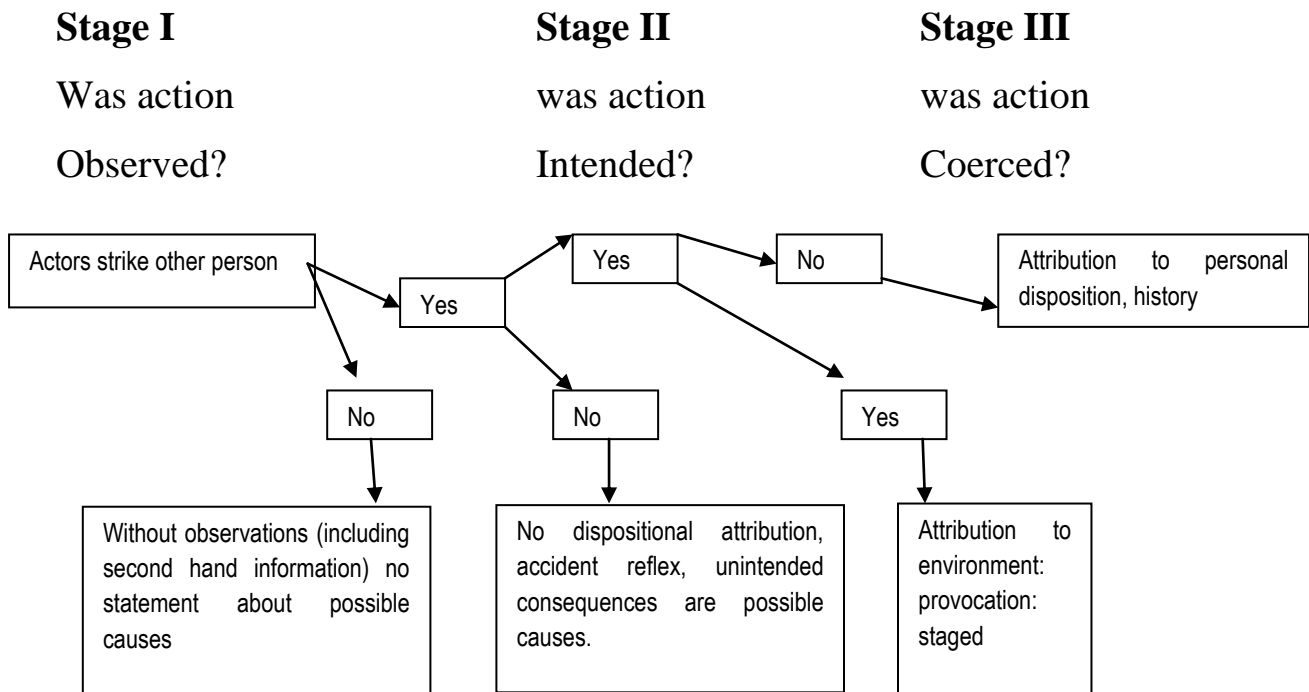 Stage I
Stage II
Stage III
Was action
was action
was action
Observed?
Intended?
Coerced?
Actors strike other person
Yes
Yes
No
Attribution to personal
disposition, history
No
No
Yes
Without observations (including
second hand information) no
statement about possible
causes
No dispositional attribution,
accident reflex, unintended
consequences are possible
causes.
Attribution to
environment:
provocation:
staged